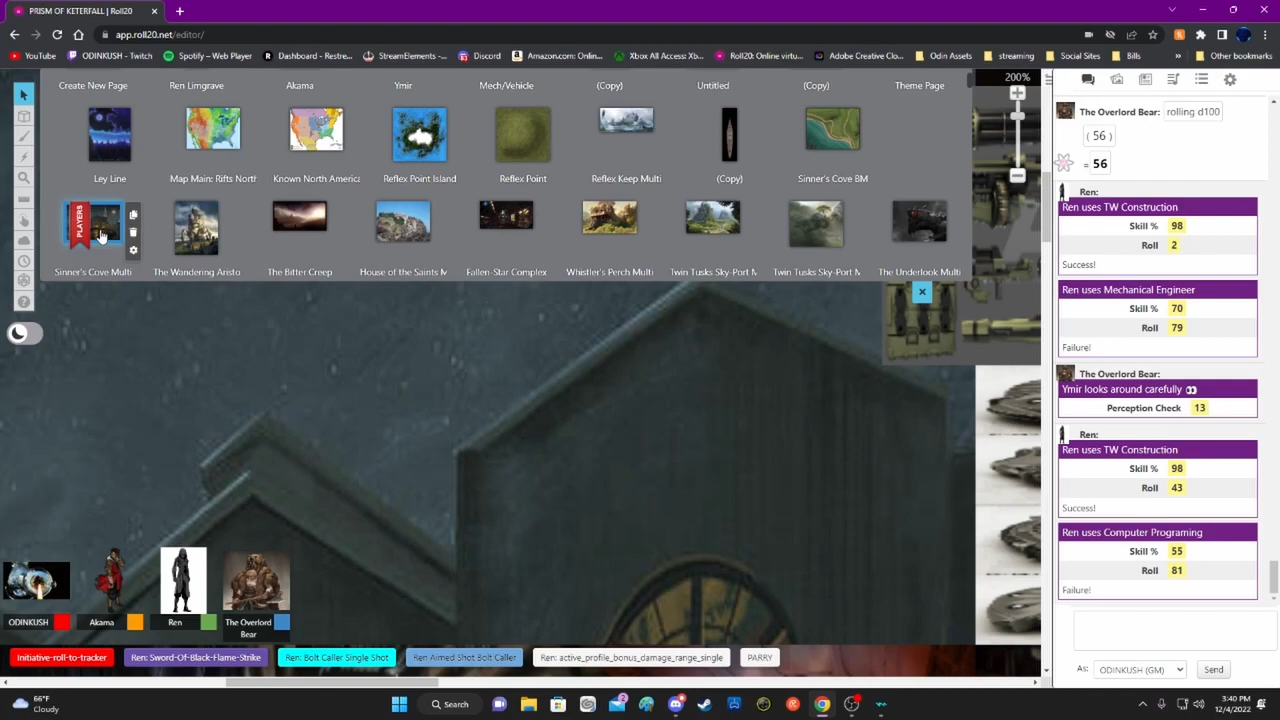 PRISM OF KETERFALL | Roll20
app.roll20.net/editor/
YouTube
ODINKUSH - Twitch
Spotify – Web Player
Dashboard - Restre...
StreamElements -...
Discord
Amazon.com: Onlin...
Xbox All Access: Xb...
Roll20: Online virtu...
Adobe Creative Clo...
Odin Assets
streaming
Social Sites
Bills
»
Other bookmarks
Create New Page
Ren Limgrave
Akama
Ymir
Mech/Vehicle
(Copy)
Untitled
(Copy)
Theme Page
200%
Ley Line
Map Main: Rifts North
Known North America
Reflex Point Island
Reflex Point
Reflex Keep Multi
(Copy)
Sinner's Cove BM
PLAYERS
Sinner's Cove Multi
The Wandering Aristo
The Bitter Creep
House of the Saints M
Fallen-Star Complex
Whistler's Perch Multi
Twin Tusks Sky-Port M
Twin Tusks Sky-Port M
The Underlook Multi
The Overlord Bear:
rolling d100
( 56 )
= 56
Ren:
Ren uses TW Construction
Skill % 98
Roll 2
Success!
Ren uses Mechanical Engineer
Skill % 70
Roll 79
Failure!
The Overlord Bear:
Ymir looks around carefully 👀
Perception Check 13
Ren:
Ren uses TW Construction
Skill % 98
Roll 43
Success!
Ren uses Computer Programing
Skill % 55
Roll 81
Failure!
ODINKUSH
Akama
Ren
The Overlord
Bear
Initiative-roll-to-tracker
Ren: Sword-Of-Black-Flame-Strike
Ren: Bolt Caller Single Shot
Ren Aimed Shot Bolt Caller
Ren: active_profile_bonus_damage_range_single
PARRY
As:
ODINKUSH (GM)
Send
66°F
Cloudy
Search
2
3:40 PM
12/4/2022